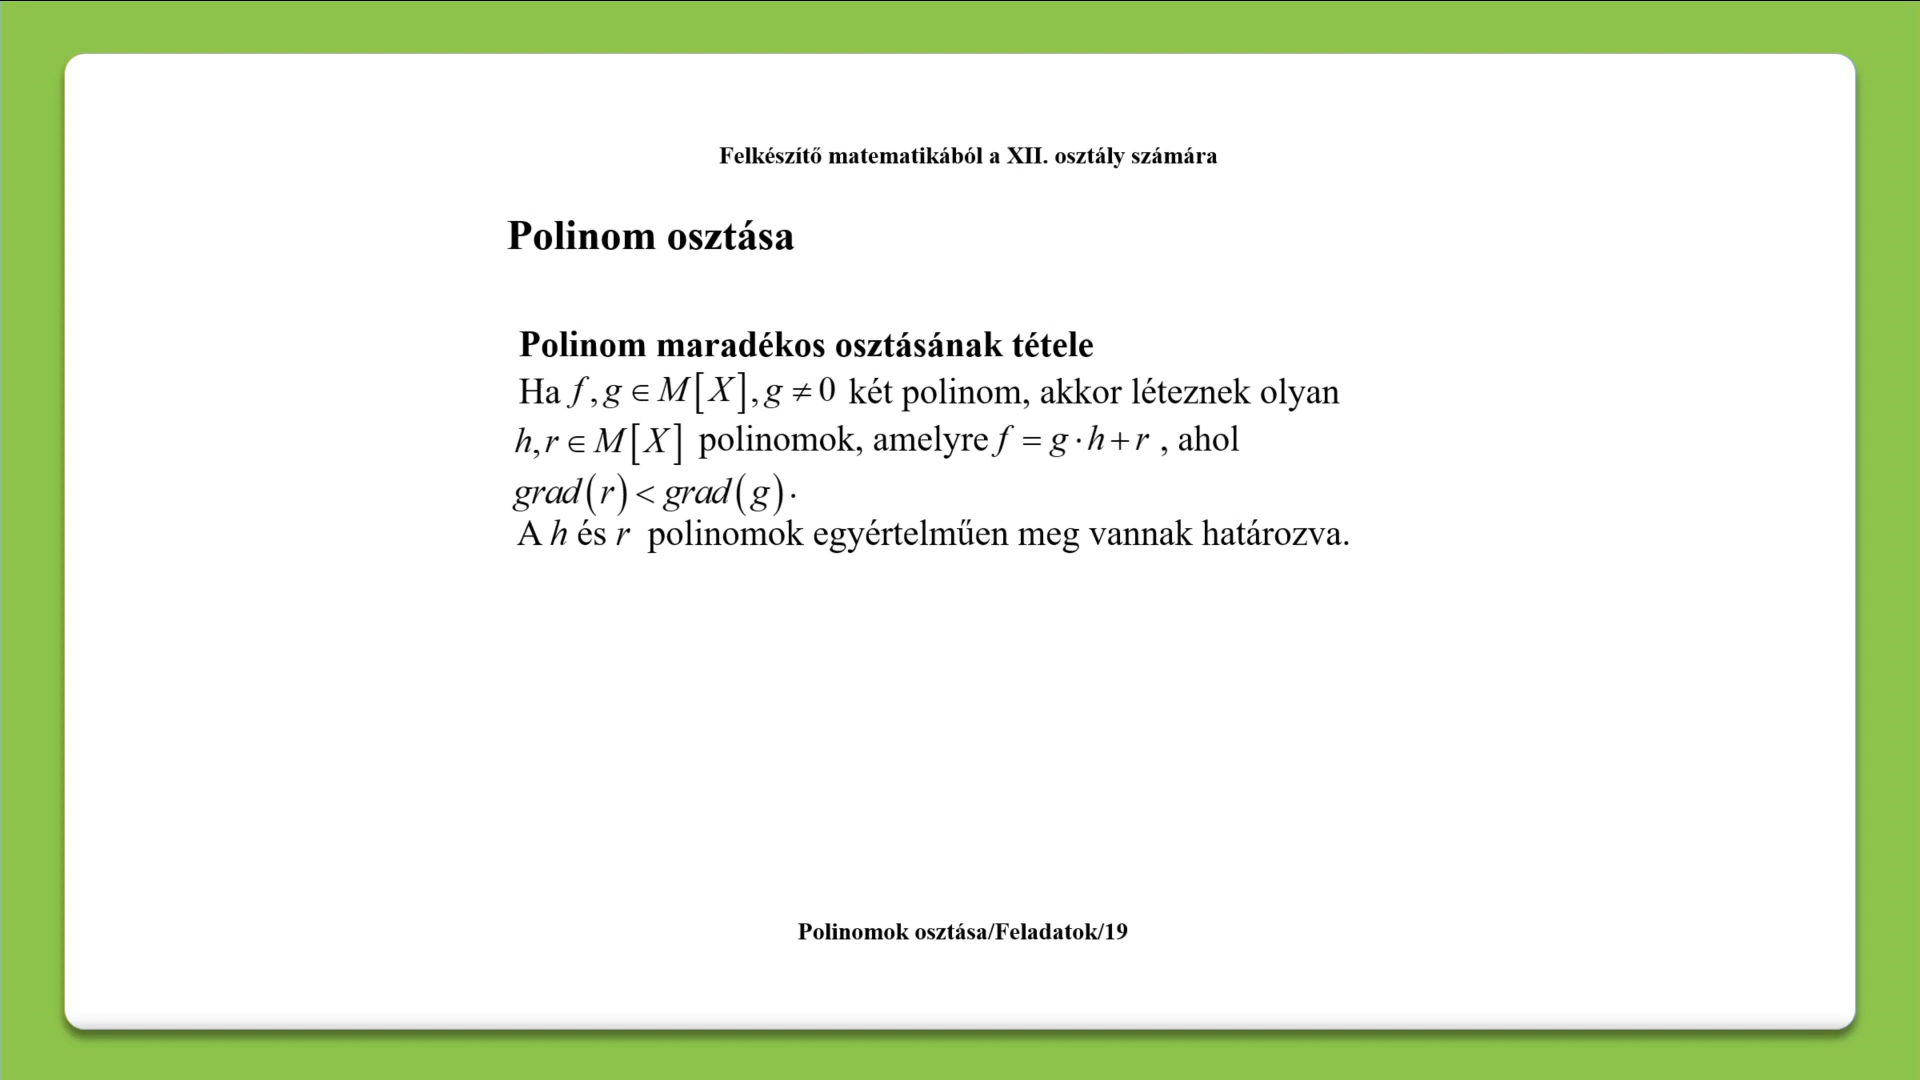 Felkészítő matematikából a XII. osztály számára
Polinom osztása
Polinom maradékos osztásának tétele
Ha f,g ∈ M[X], g ≠ 0 két polinom, akkor léteznek olyan
h,r ∈ M[X] polinomok, amelyre f = g·h+r , ahol
grad(r) < grad(g).
A h és r polinomok egyértelműen meg vannak határozva.
Polinomok osztása/Feladatok/19